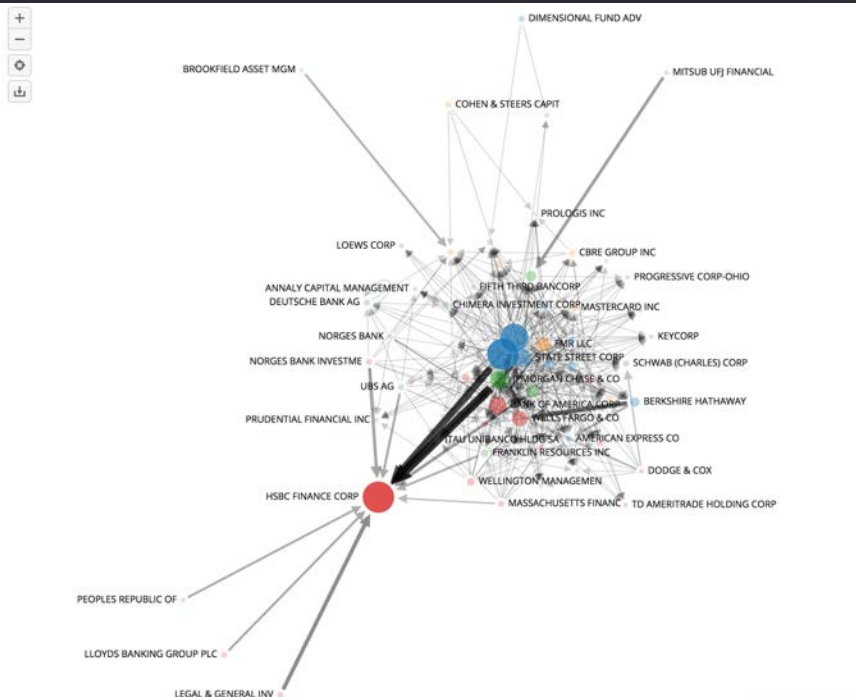 DIMENSIONAL FUND ADV
BROOKFIELD ASSET MGM
MITSUB UFJ FINANCIAL
COHEN & STEERS CAPIT
PROLOGIS INC
LOEWS CORP
CBRE GROUP INC
PROGRESSIVE CORP-OHIO
ANNALY CAPITAL MANAGEMENT
FIFTH THIRD BANCORP
DEUTSCHE BANK AG
CHIMERA INVESTMENT CORP
MASTERCARD INC
NORGES BANK
KEYCORP
FMR LLC
STATE STREET CORP
NORGES BANK INVESTME
SCHWAB (CHARLES) CORP
JPMORGAN CHASE & CO
UBS AG
BERKSHIRE HATHAWAY
BANK OF AMERICA CORP
PRUDENTIAL FINANCIAL INC
WELLS FARGO & CO
ITAU UNIBANCO HLDG SA
AMERICAN EXPRESS CO
FRANKLIN RESOURCES INC
DODGE & COX
WELLINGTON MANAGEMEN
HSBC FINANCE CORP
MASSACHUSETTS FINANC
TD AMERITRADE HOLDING CORP
PEOPLES REPUBLIC OF
LLOYDS BANKING GROUP PLC
LEGAL & GENERAL INV